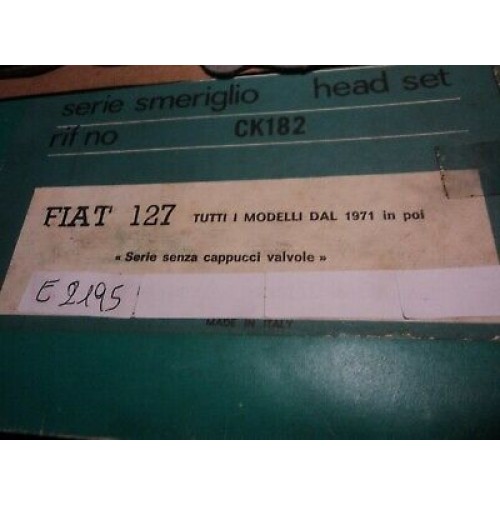 serie smeriglio head set
rif no CK182
FIAT 127 TUTTI I MODELLI DAL 1971 in poi
« Serie senza cappucci valvole »
E 2195
MADE IN ITALY